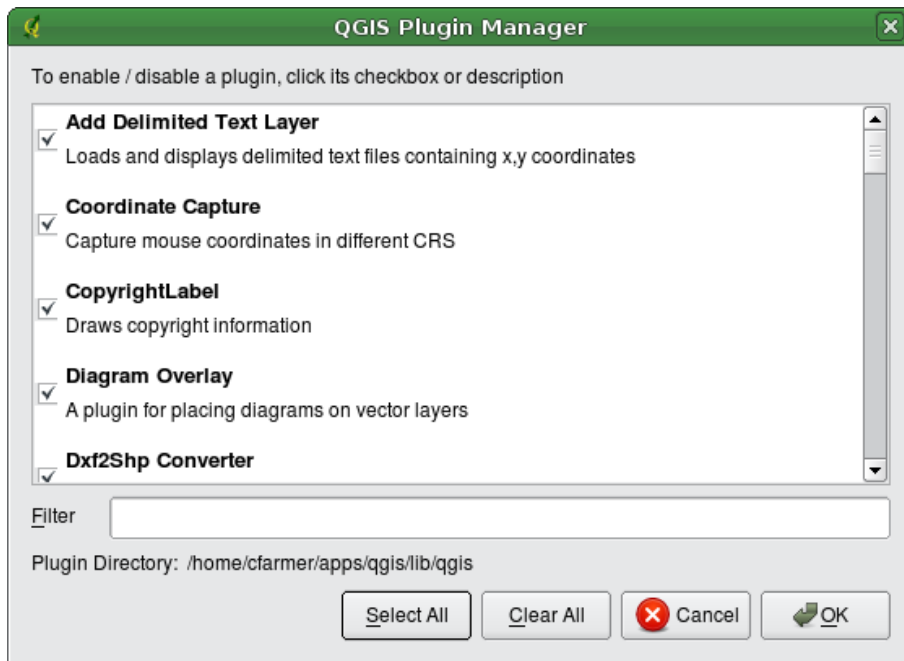 QGIS Plugin Manager
To enable / disable a plugin, click its checkbox or description
Add Delimited Text Layer
Loads and displays delimited text files containing x,y coordinates
Coordinate Capture
Capture mouse coordinates in different CRS
CopyrightLabel
Draws copyright information
Diagram Overlay
A plugin for placing diagrams on vector layers
Dxf2Shp Converter
Filter
Plugin Directory: /home/cfarmer/apps/qgis/lib/qgis
Select All Clear All Cancel OK